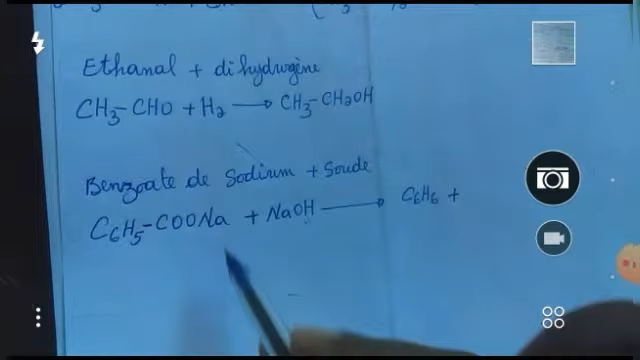 Ethanal + dihydrogène
CH3-CHO + H2 → CH3-CH2OH
Benzoate de Sodium + Soude
C6H5-COONa + NaOH → C6H6 +